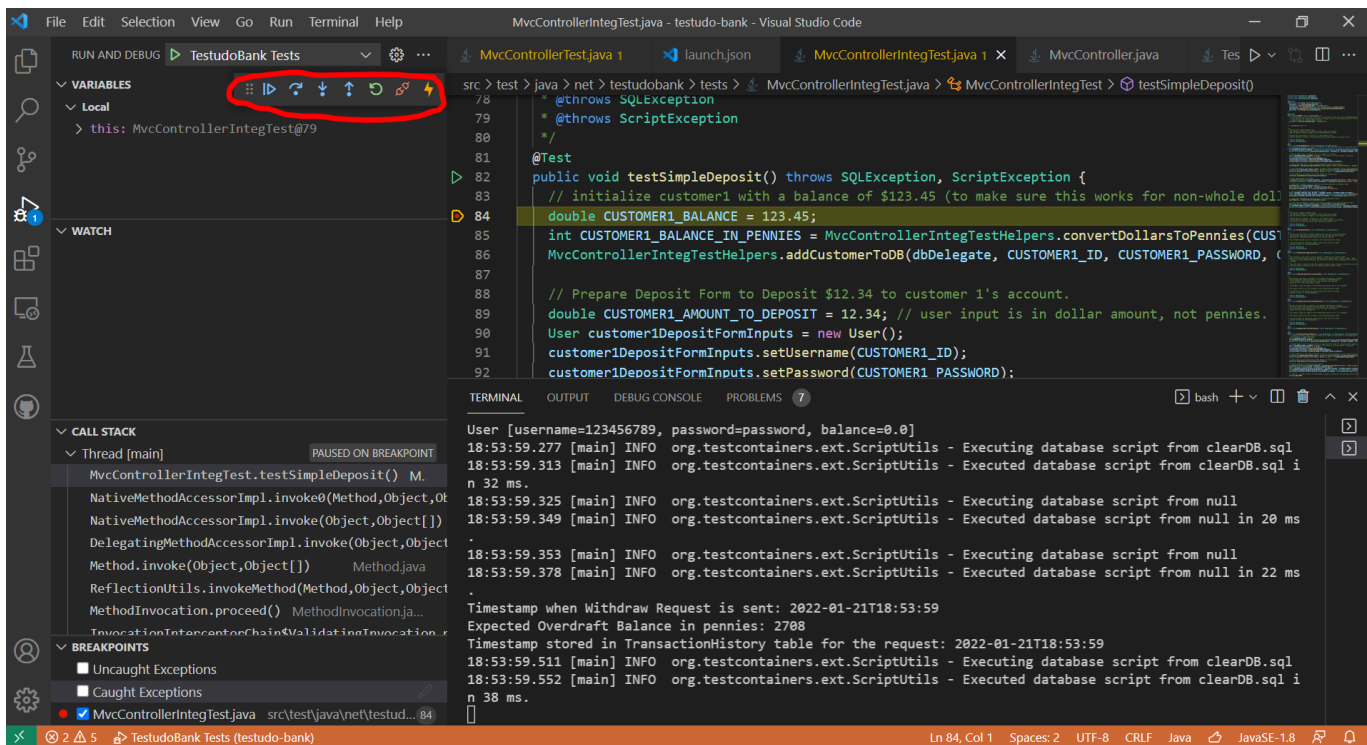 File Edit Selection View Go Run Terminal Help MvcControllerIntegTest.java - testudo-bank - Visual Studio Code
RUN AND DEBUG TestudoBank Tests
MvcControllerTest.java 1 launch.json MvcControllerIntegTest.java 1 MvcController.java Tes
VARIABLES
Local
this: MvcControllerIntegTest@79
src > test > java > net > testudobank > tests > MvcControllerIntegTest.java > MvcControllerIntegTest > testSimpleDeposit()
78 * @throws SQLException
79 * @throws ScriptException
80 */
81 @Test
82 public void testSimpleDeposit() throws SQLException, ScriptException {
83 // initialize customer1 with a balance of $123.45 (to make sure this works for non-whole doll
84 double CUSTOMER1_BALANCE = 123.45;
85 int CUSTOMER1_BALANCE_IN_PENNIES = MvcControllerIntegTestHelpers.convertDollarsToPennies(CUST
86 MvcControllerIntegTestHelpers.addCustomerToDB(dbDelegate, CUSTOMER1_ID, CUSTOMER1_PASSWORD,
87
88 // Prepare Deposit Form to Deposit $12.34 to customer 1's account.
89 double CUSTOMER1_AMOUNT_TO_DEPOSIT = 12.34; // user input is in dollar amount, not pennies.
90 User customer1DepositFormInputs = new User();
91 customer1DepositFormInputs.setUsername(CUSTOMER1_ID);
92 customer1DepositFormInputs.setPassword(CUSTOMER1_PASSWORD);
1
WATCH
CALL STACK
Thread [main] PAUSED ON BREAKPOINT
MvcControllerIntegTest.testSimpleDeposit() M.
NativeMethodAccessorImpl.invoke0(Method,Object,Ob
NativeMethodAccessorImpl.invoke(Object,Object[])
DelegatingMethodAccessorImpl.invoke(Object,Object
Method.invoke(Object,Object[]) Method.java
ReflectionUtils.invokeMethod(Method,Object,Object
MethodInvocation.proceed() MethodInvocation.ja...
InvocationInterceptorChain$ValidatingInvocation.
BREAKPOINTS
Uncaught Exceptions
Caught Exceptions
MvcControllerIntegTest.java src\test\java\net\testud... 84
TERMINAL OUTPUT DEBUG CONSOLE PROBLEMS 7 bash
User [username=123456789, password=password, balance=0.0]
18:53:59.277 [main] INFO org.testcontainers.ext.ScriptUtils - Executing database script from clearDB.sql
18:53:59.313 [main] INFO org.testcontainers.ext.ScriptUtils - Executed database script from clearDB.sql i
n 32 ms.
18:53:59.325 [main] INFO org.testcontainers.ext.ScriptUtils - Executing database script from null
18:53:59.349 [main] INFO org.testcontainers.ext.ScriptUtils - Executed database script from null in 20 ms
.
18:53:59.353 [main] INFO org.testcontainers.ext.ScriptUtils - Executing database script from null
18:53:59.378 [main] INFO org.testcontainers.ext.ScriptUtils - Executed database script from null in 22 ms
.
Timestamp when Withdraw Request is sent: 2022-01-21T18:53:59
Expected Overdraft Balance in pennies: 2708
Timestamp stored in TransactionHistory table for the request: 2022-01-21T18:53:59
18:53:59.511 [main] INFO org.testcontainers.ext.ScriptUtils - Executing database script from clearDB.sql
18:53:59.552 [main] INFO org.testcontainers.ext.ScriptUtils - Executed database script from clearDB.sql i
n 38 ms.
2 5 TestudoBank Tests (testudo-bank) Ln 84, Col 1 Spaces: 2 UTF-8 CRLF Java JavaSE-1.8